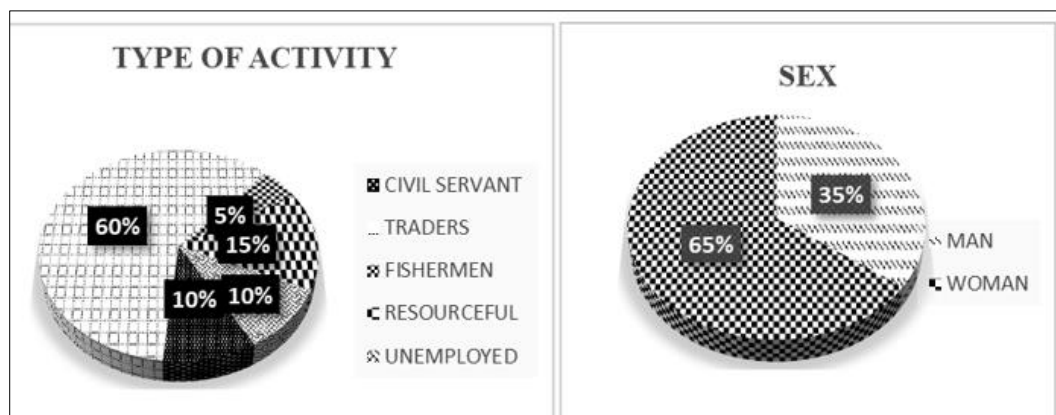 TYPE OF ACTIVITY
60%
5%
15%
10%
10%
CIVIL SERVANT
TRADERS
FISHERMEN
RESOURCEFUL
UNEMPLOYED
SEX
35%
65%
MAN
WOMAN